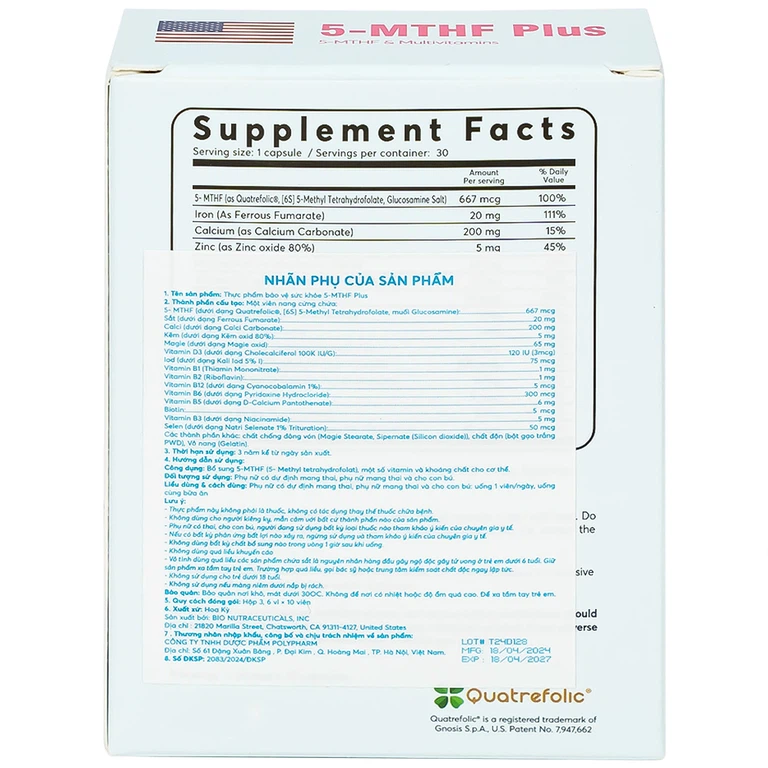 5-MTHF Plus
5-MTHF & Multivitamins
Supplement Facts
Serving size: 1 capsule / Servings per container: 30
Amount Per serving % Daily Value
5- MTHF (as Quatrefolic®, [6S] 5-Methyl Tetrahydrofolate, Glucosamine Salt) 667 mcg 100%
Iron (As Ferrous Fumarate) 20 mg 111%
Calcium (as Calcium Carbonate) 200 mg 15%
Zinc (as Zinc oxide 80%) 5 mg 45%
NHÃN PHỤ CỦA SẢN PHẨM
1. Tên sản phẩm: Thực phẩm bảo vệ sức khỏe 5-MTHF Plus
2. Thành phần cấu tạo: Một viên nang cứng chứa:
5- MTHF (dưới dạng Quatrefolic®, [6S] 5-Methyl Tetrahydrofolate, muối Glucosamine): 667 mcg
Sắt (dưới dạng Ferrous Fumarate): 20 mg
Calci (dưới dạng Calci Carbonate): 200 mg
Kẽm (dưới dạng Kẽm oxid 80%): 5 mg
Magie (dưới dạng Magie oxid) 65 mg
Vitamin D3 (dưới dạng Cholecalciferol 100K IU/G): 120 IU (3mcg)
Iod (dưới dạng Kali Iod 5% I): 75 mcg
Vitamin B1 (Thiamin Mononitrate): 1 mg
Vitamin B2 (Riboflavin): 1 mg
Vitamin B12 (dưới dạng Cyanocobalamin 1%): 5 mcg
Vitamin B6 (dưới dạng Pyridoxine Hydrocloride): 300 mcg
Vitamin B5 (dưới dạng D-Calcium Pantothenate): 6 mg
Biotin: 5 mcg
Vitamin B3 (dưới dạng Niacinamide): 5 mg
Selen (dưới dạng Natri Selenate 1% Trituration): 50 mcg
Các thành phần khác: chất chống đông vón (Magie Stearate, Sipernate (Silicon dioxide)), chất độn (bột gạo trắng
PWD), Vỏ nang (Gelatin).
3. Thời hạn sử dụng: 3 năm kể từ ngày sản xuất.
4. Hướng dẫn sử dụng:
Công dụng: Bổ sung 5-MTHF (5- Methyl tetrahydrofolat), một số vitamin và khoáng chất cho cơ thể.
Đối tượng sử dụng: Phụ nữ có dự định mang thai, phụ nữ mang thai và cho con bú.
Liều dùng & cách dùng: Phụ nữ có dự định mang thai, phụ nữ mang thai và cho con bú: uống 1 viên/ngày, uống
cùng bữa ăn
Lưu ý:
- Thực phẩm này không phải là thuốc, không có tác dụng thay thế thuốc chữa bệnh.
- Không dùng cho người kiêng kỵ, mẫn cảm với bất cứ thành phần nào của sản phẩm.
- Phụ nữ có thai, cho con bú, người đang sử dụng bất kỳ loại thuốc nào tham khảo ý kiến của chuyên gia y tế.
- Nếu có bất kỳ phản ứng bất lợi nào xảy ra, ngừng sử dụng và tham khảo ý kiến của chuyên gia y tế.
- Không dùng bất kỳ chất bổ sung nào trong vòng 1 giờ sau khi uống.
- Không dùng quá liều khuyến cáo
- Vô tình dùng quá liều các sản phẩm chứa sắt là nguyên nhân hàng đầu gây ngộ độc gây tử vong ở trẻ em dưới 6 tuổi. Giữ
sản phẩm xa tầm tay trẻ em. Trường hợp quá liều, gọi bác sỹ hoặc trung tâm kiểm soát chất độc ngay lập tức.
- Không sử dụng cho trẻ dưới 18 tuổi.
- Không sử dụng nếu màng niêm dưới nắp bị rách.
Bảo quản: Bảo quản nơi khô, mát dưới 30OC. Không để nơi có nhiệt hoặc độ ẩm quá cao. Để xa tầm tay trẻ em.
5. Quy cách đóng gói: Hộp 3, 6 vỉ × 10 viên
6. Xuất xứ: Hoa Kỳ
Sản xuất bởi: BIO NUTRACEUTICALS, INC
Địa chỉ : 21820 Marilla Street, Chatsworth, CA 91311-4127, United States
7 . Thương nhân nhập khẩu, công bố và chịu trách nhiệm về sản phẩm:
CÔNG TY TNHH DƯỢC PHẨM POLYPHARM
Địa chỉ: Số 61 Đặng Xuân Bảng , P. Đại Kim , Q. Hoàng Mai , TP. Hà Nội, Việt Nam.
8. Số ĐKSP: 2083/2024/ĐKSP
LOT# T24D128
MFG: 18/04/2024
EXP : 18/04/2027
. Do
the
sive
ould
verse
Quatrefolic®
Quatrefolic® is a registered trademark of
Gnosis S.p.A., U.S. Patent No. 7,947,662